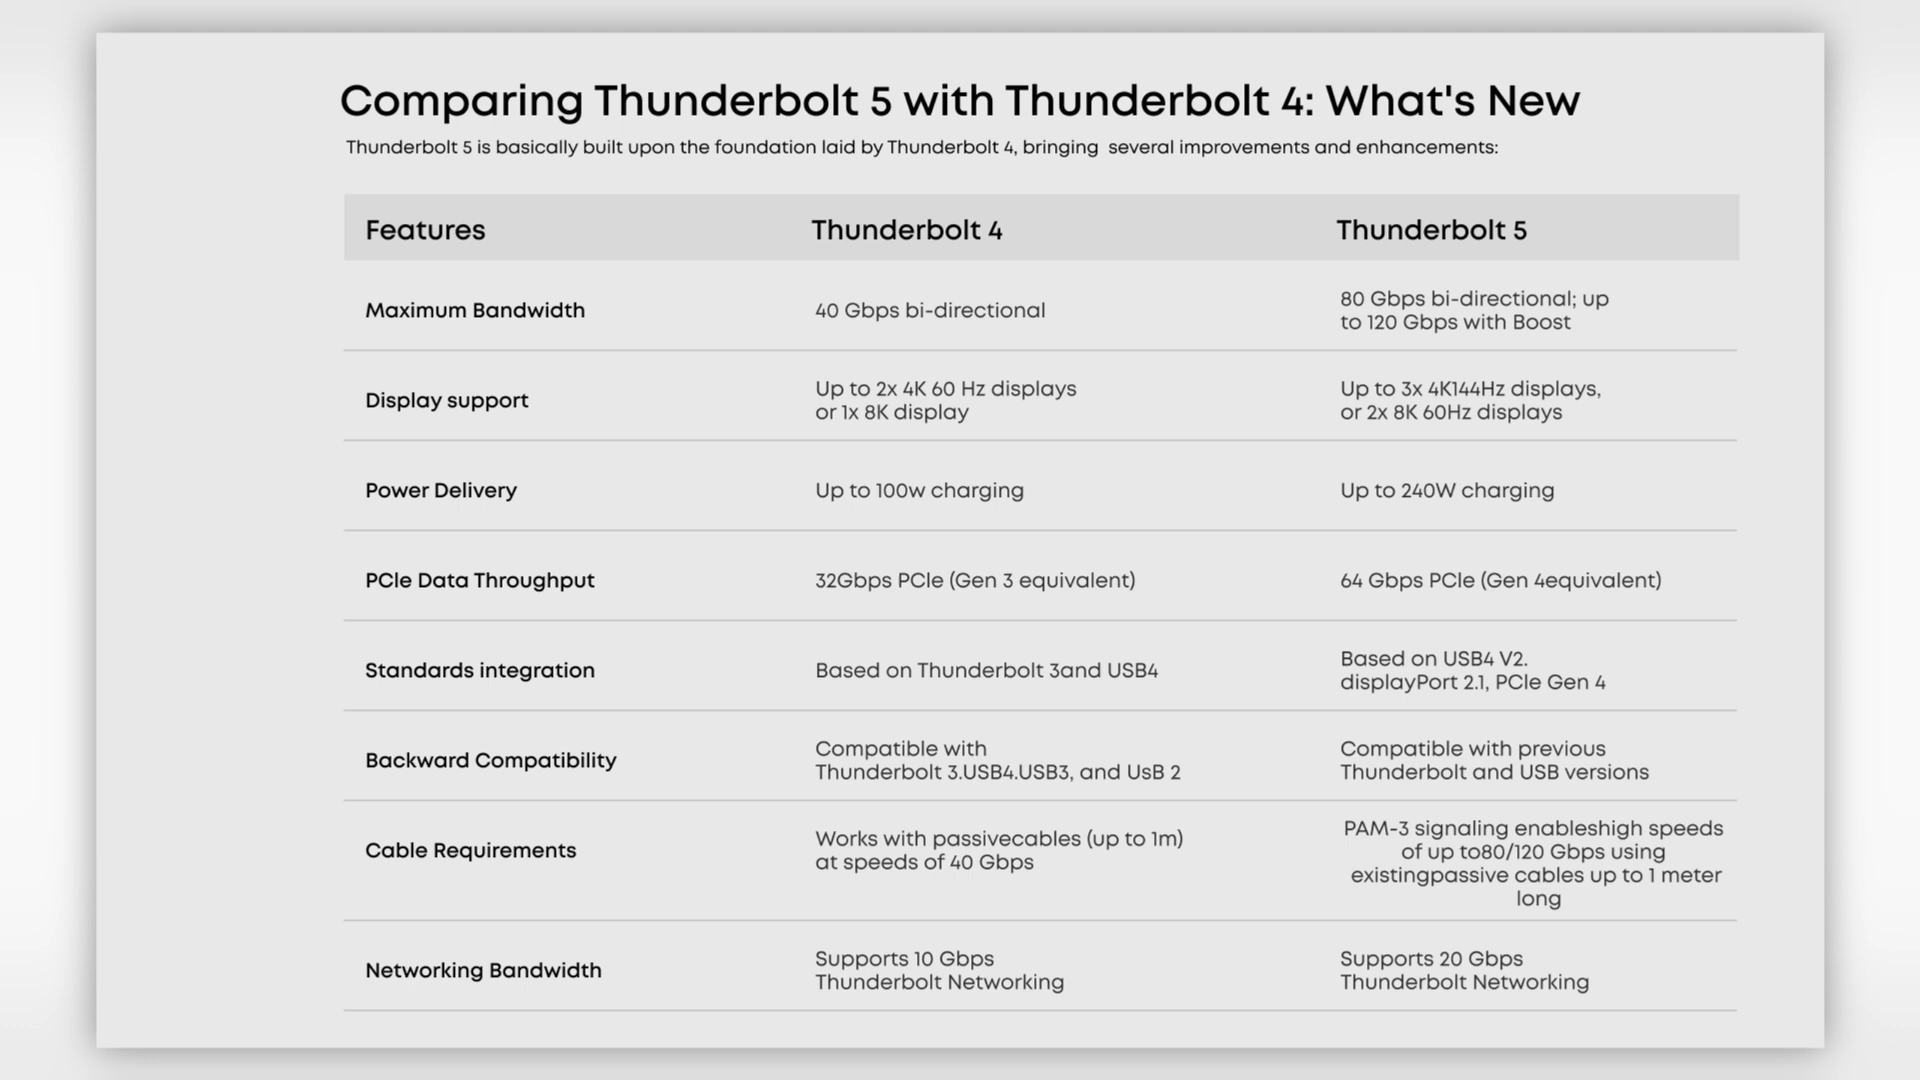 Comparing Thunderbolt 5 with Thunderbolt 4: What's New
Thunderbolt 5 is basically built upon the foundation laid by Thunderbolt 4, bringing  several improvements and enhancements:
Features
Thunderbolt 4
Thunderbolt 5
Maximum Bandwidth
40 Gbps bi-directional
80 Gbps bi-directional; up
to 120 Gbps with Boost
Display support
Up to 2x 4K 60 Hz displays
or 1x 8K display
Up to 3x 4K144Hz displays,
or 2x 8K 60Hz displays
Power Delivery
Up to 100w charging
Up to 240W charging
PCle Data Throughput
32Gbps PCle (Gen 3 equivalent)
64 Gbps PCle (Gen 4equivalent)
Standards integration
Based on Thunderbolt 3and USB4
Based on USB4 V2.
displayPort 2.1, PCle Gen 4
Backward Compatibility
Compatible with
Thunderbolt 3.USB4.USB3, and UsB 2
Compatible with previous
Thunderbolt and USB versions
Cable Requirements
Works with passivecables (up to 1m)
at speeds of 40 Gbps
PAM-3 signaling enableshigh speeds
of up to80/120 Gbps using
existingpassive cables up to 1 meter
long
Networking Bandwidth
Supports 10 Gbps
Thunderbolt Networking
Supports 20 Gbps
Thunderbolt Networking